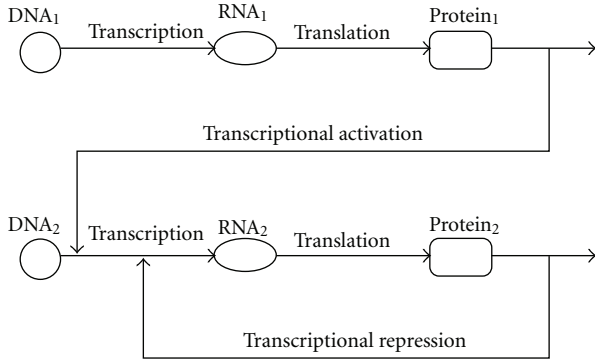 DNA₁
RNA₁
Protein₁
Transcription
Translation
Transcriptional activation
DNA₂
RNA₂
Protein₂
Transcription
Translation
Transcriptional repression